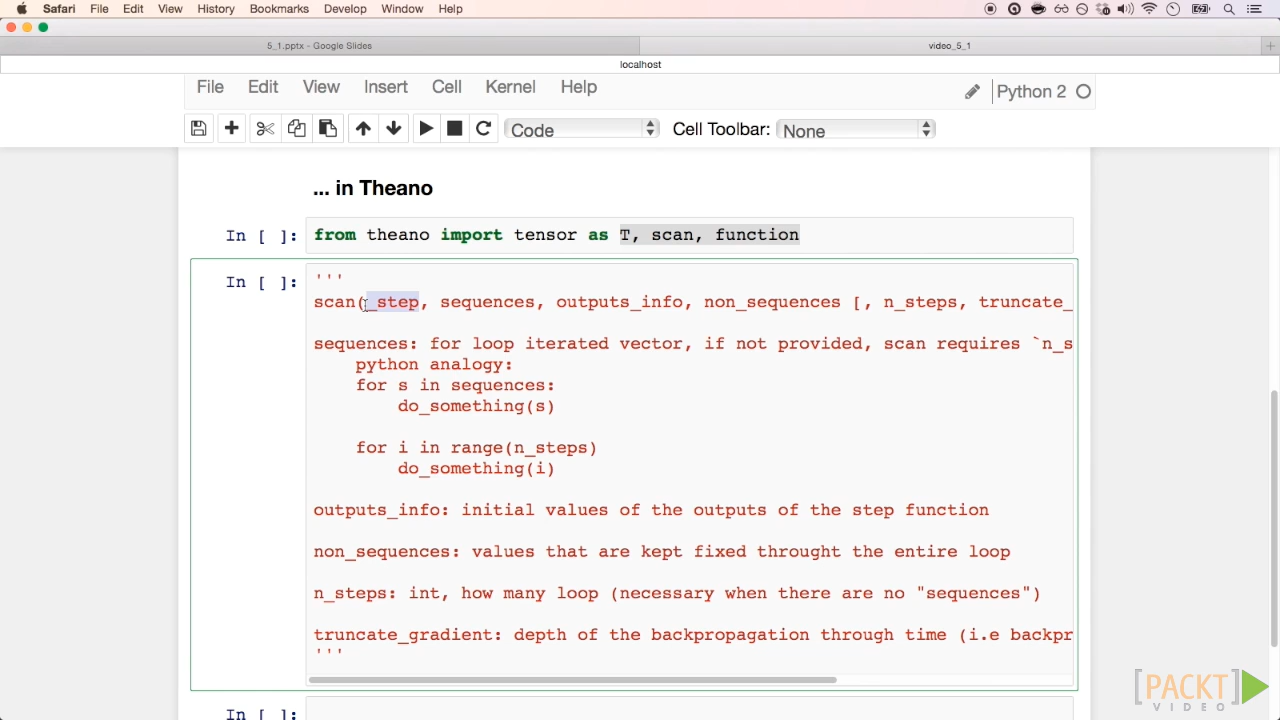 Safari File Edit View History Bookmarks Develop Window Help
5_1.pptx - Google Slides
video_5_1
localhost
File Edit View Insert Cell Kernel Help
Python 2
Code
Cell Toolbar: None
... in Theano
In [ ]: from theano import tensor as T, scan, function
In [ ]: '''
scan(_step, sequences, outputs_info, non_sequences [, n_steps, truncate_
sequences: for loop iterated vector, if not provided, scan requires `n_s
python analogy:
for s in sequences:
do_something(s)
for i in range(n_steps)
do_something(i)
outputs_info: initial values of the outputs of the step function
non_sequences: values that are kept fixed throught the entire loop
n_steps: int, how many loop (necessary when there are no "sequences")
truncate_gradient: depth of the backpropagation through time (i.e backpr
'''
In [ ]:
[PACKT]
VIDEO